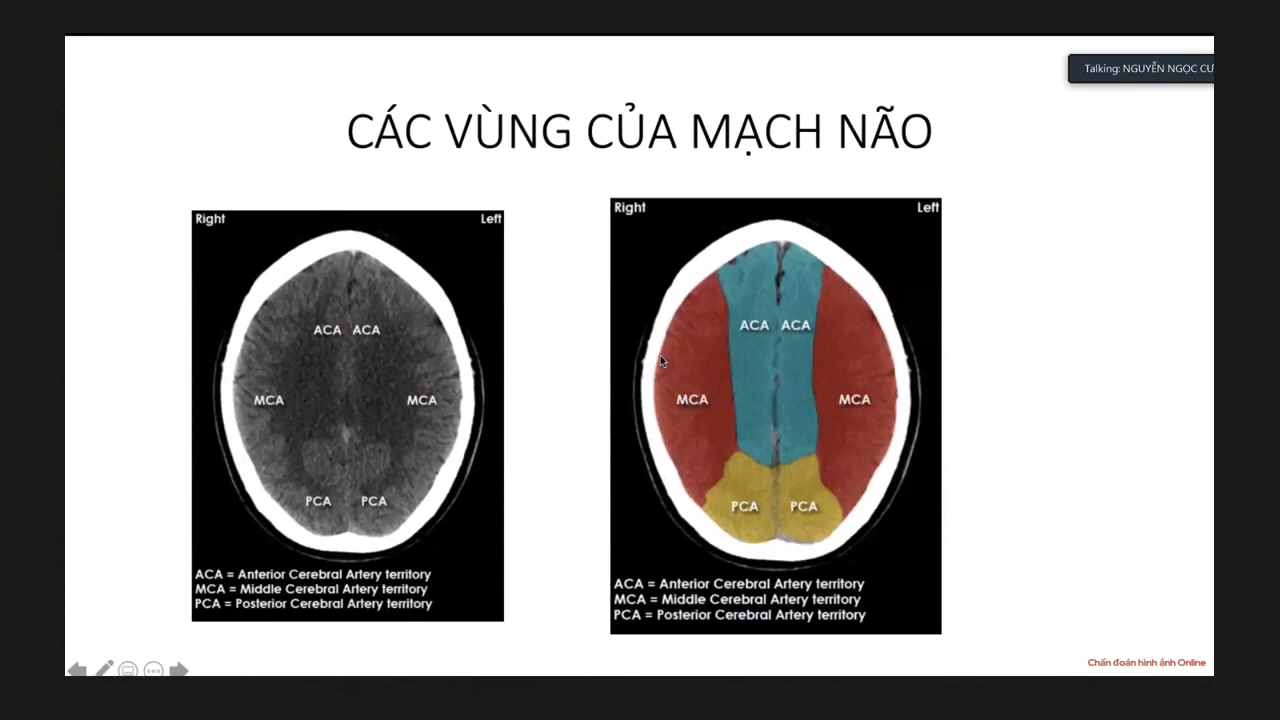 Talking: NGUYỄN NGỌC CƯ
CÁC VÙNG CỦA MẠCH NÃO
Right
Left
ACA
ACA
MCA
MCA
PCA
PCA
ACA = Anterior Cerebral Artery territory
MCA = Middle Cerebral Artery territory
PCA = Posterior Cerebral Artery territory
Right
Left
ACA
ACA
MCA
MCA
PCA
PCA
ACA = Anterior Cerebral Artery territory
MCA = Middle Cerebral Artery territory
PCA = Posterior Cerebral Artery territory
Chẩn đoán hình ảnh Online